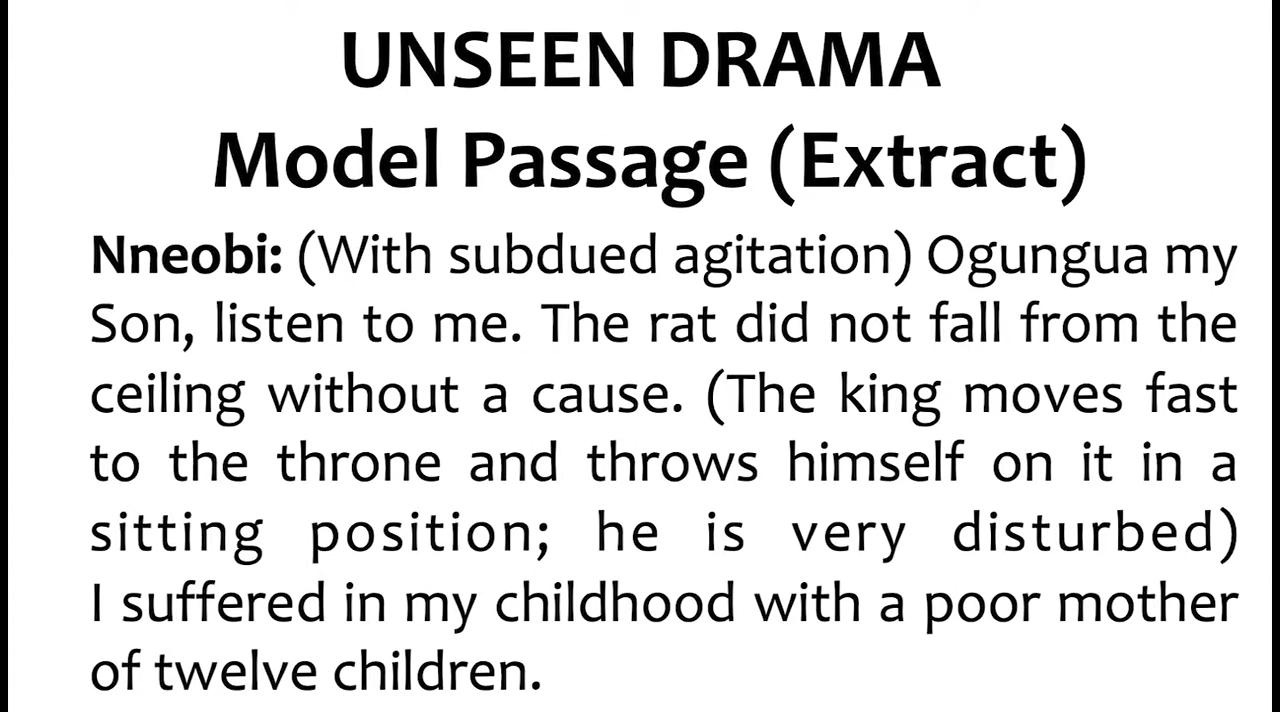 UNSEEN DRAMA
Model Passage (Extract)
Nneobi: (With subdued agitation) Ogungua my
Son, listen to me. The rat did not fall from the
ceiling without a cause. (The king moves fast
to the throne and throws himself on it in a
sitting position; he is very disturbed)
I suffered in my childhood with a poor mother
of twelve children.